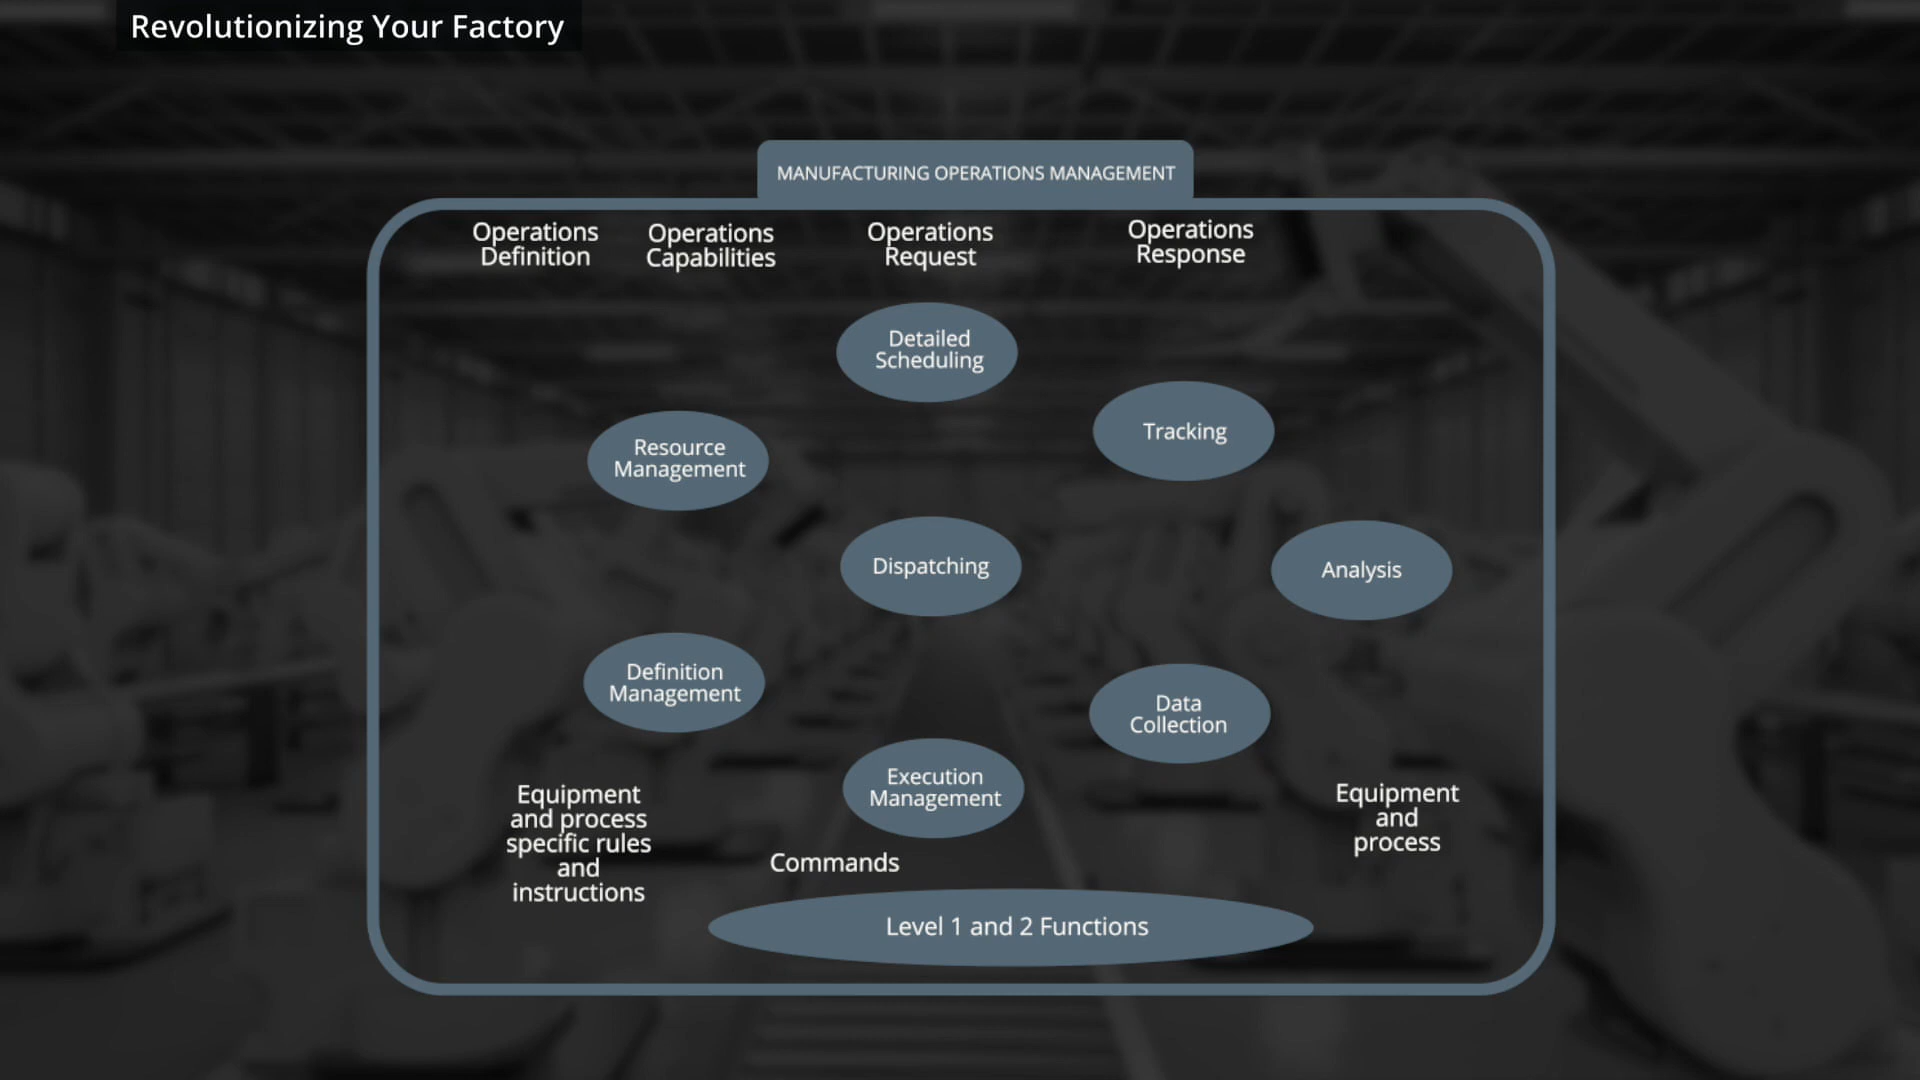 Revolutionizing Your Factory
MANUFACTURING OPERATIONS MANAGEMENT
Operations
Definition
Operations
Capabilities
Operations
Request
Operations
Response
Detailed
Scheduling
Tracking
Resource
Management
Dispatching
Analysis
Definition
Management
Data
Collection
Execution
Management
Equipment
and process
specific rules
and
instructions
Commands
Equipment
and
process
Level 1 and 2 Functions